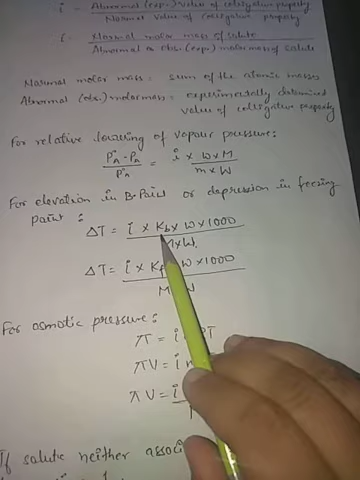 i = Abnormal (exp.) value of colligative property
Normal value of colligative property
i = Normal molar mass of solute
Abnormal or obs. (exp.) molar mass of solute
Normal molar mass : sum of the atomic masses
Abnormal (obs.) molar mass : experimentally determined
value of colligative property
For relative lowering of vapour pressure :
P°A - PA / P°A = i × W × M / m × W
For elevation in B.Point or depression in freezing
point :
ΔT = i × Kb × W × 1000
M × W
ΔT = i × Kf × W × 1000
M W
For osmotic pressure :
π = i RT
πV = i
πV = i
If solute neither